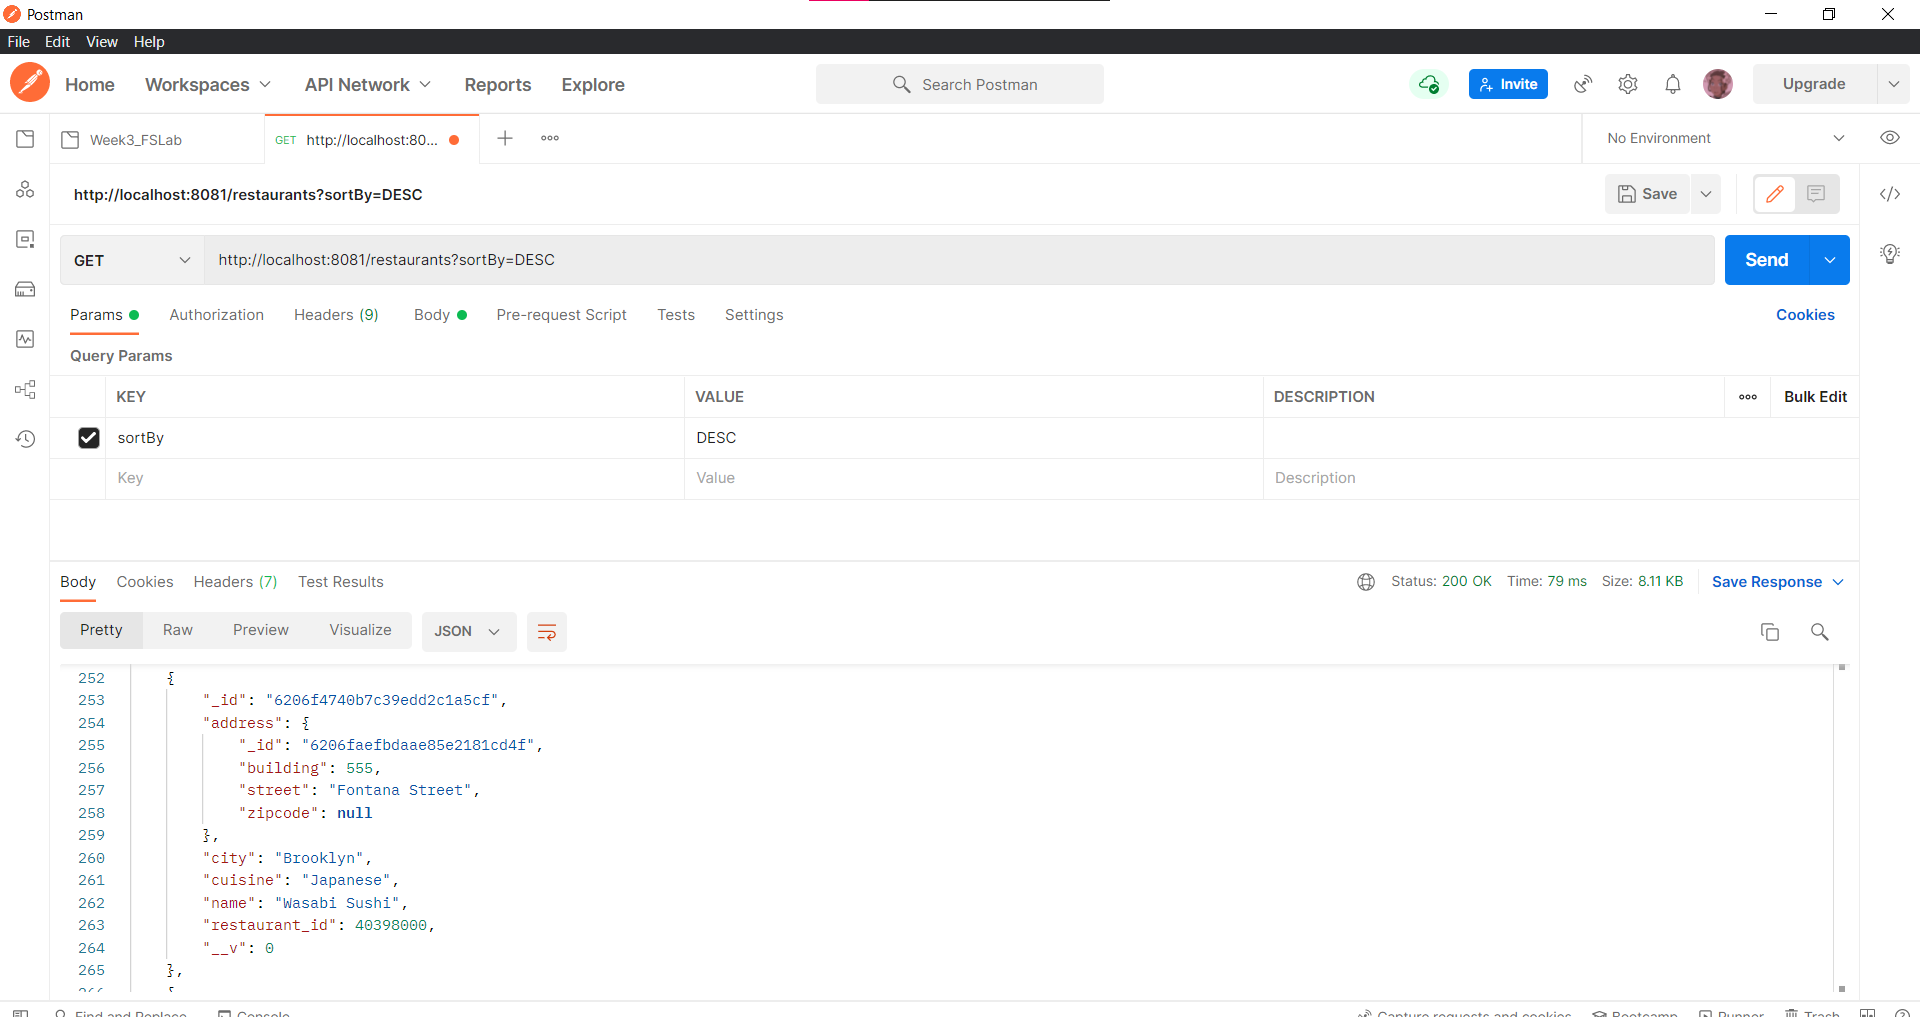 Postman
File Edit View Help
Home Workspaces API Network Reports Explore Search Postman Invite Upgrade
Week3_FSLab GET http://localhost:80... No Environment
http://localhost:8081/restaurants?sortBy=DESC Save
GET http://localhost:8081/restaurants?sortBy=DESC Send
Params Authorization Headers (9) Body Pre-request Script Tests Settings Cookies
Query Params
KEY VALUE DESCRIPTION Bulk Edit
sortBy DESC
Key Value Description
Body Cookies Headers (7) Test Results Status: 200 OK Time: 79 ms Size: 8.11 KB Save Response
Pretty Raw Preview Visualize JSON
252 {
253 "_id": "6206f4740b7c39edd2c1a5cf",
254 "address": {
255 "_id": "6206faefbdaae85e2181cd4f",
256 "building": 555,
257 "street": "Fontana Street",
258 "zipcode": null
259 },
260 "city": "Brooklyn",
261 "cuisine": "Japanese",
262 "name": "Wasabi Sushi",
263 "restaurant_id": 40398000,
264 "__v": 0
265 },
266 {
Find and Replace Console Capture requests and cookies Bootcamp Runner Trash